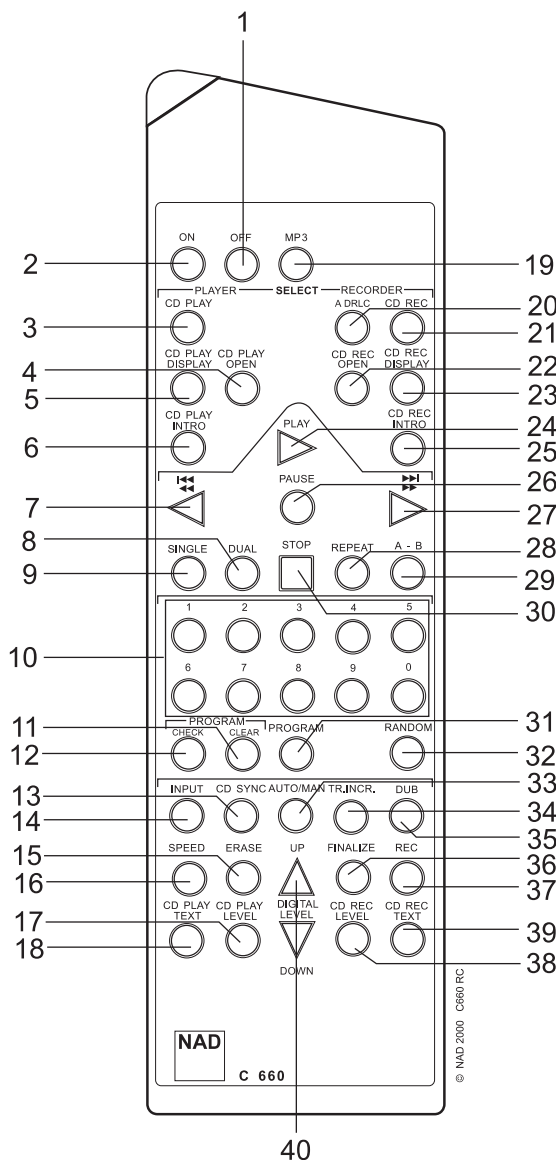 1
ON OFF MP3
2 19
PLAYER SELECT RECORDER
CD PLAY A DRLC CD REC
3 20
21
CD PLAY DISPLAY CD PLAY OPEN CD REC OPEN CD REC DISPLAY
4 22
5 23
CD PLAY INTRO PLAY CD REC INTRO
6 24
25
PAUSE
7 26
27
8 28
SINGLE DUAL STOP REPEAT A - B
9 29
30
1 2 3 4 5
10
6 7 8 9 0
PROGRAM
11 31
CHECK CLEAR PROGRAM RANDOM
12 32
13 33
INPUT CD SYNC AUTO/MAN TR.INCR. DUB
14 34
35
15 36
SPEED ERASE UP FINALIZE REC
16 37
CD PLAY TEXT CD PLAY LEVEL DIGITAL LEVEL CD REC LEVEL CD REC TEXT
17 38
18 39
DOWN
NAD
C 660
© NAD 2000 C660 RC
40